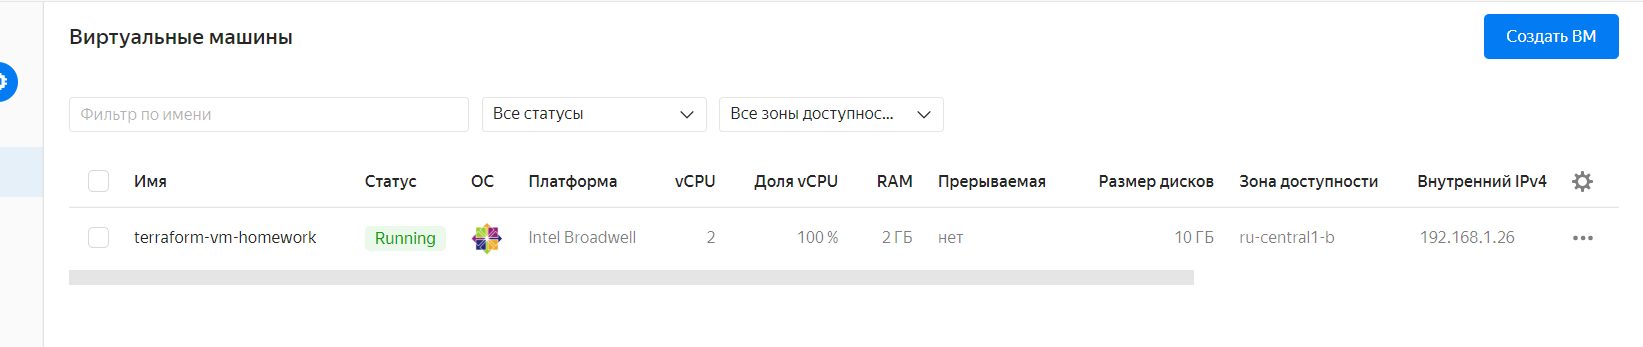 Виртуальные машины
Создать ВМ
Фильтр по имени
Все статусы
Все зоны доступнос...
Имя Статус ОС Платформа vCPU Доля vCPU RAM Прерываемая Размер дисков Зона доступности Внутренний IPv4
terraform-vm-homework Running Intel Broadwell 2 100 % 2 ГБ нет 10 ГБ ru-central1-b 192.168.1.26